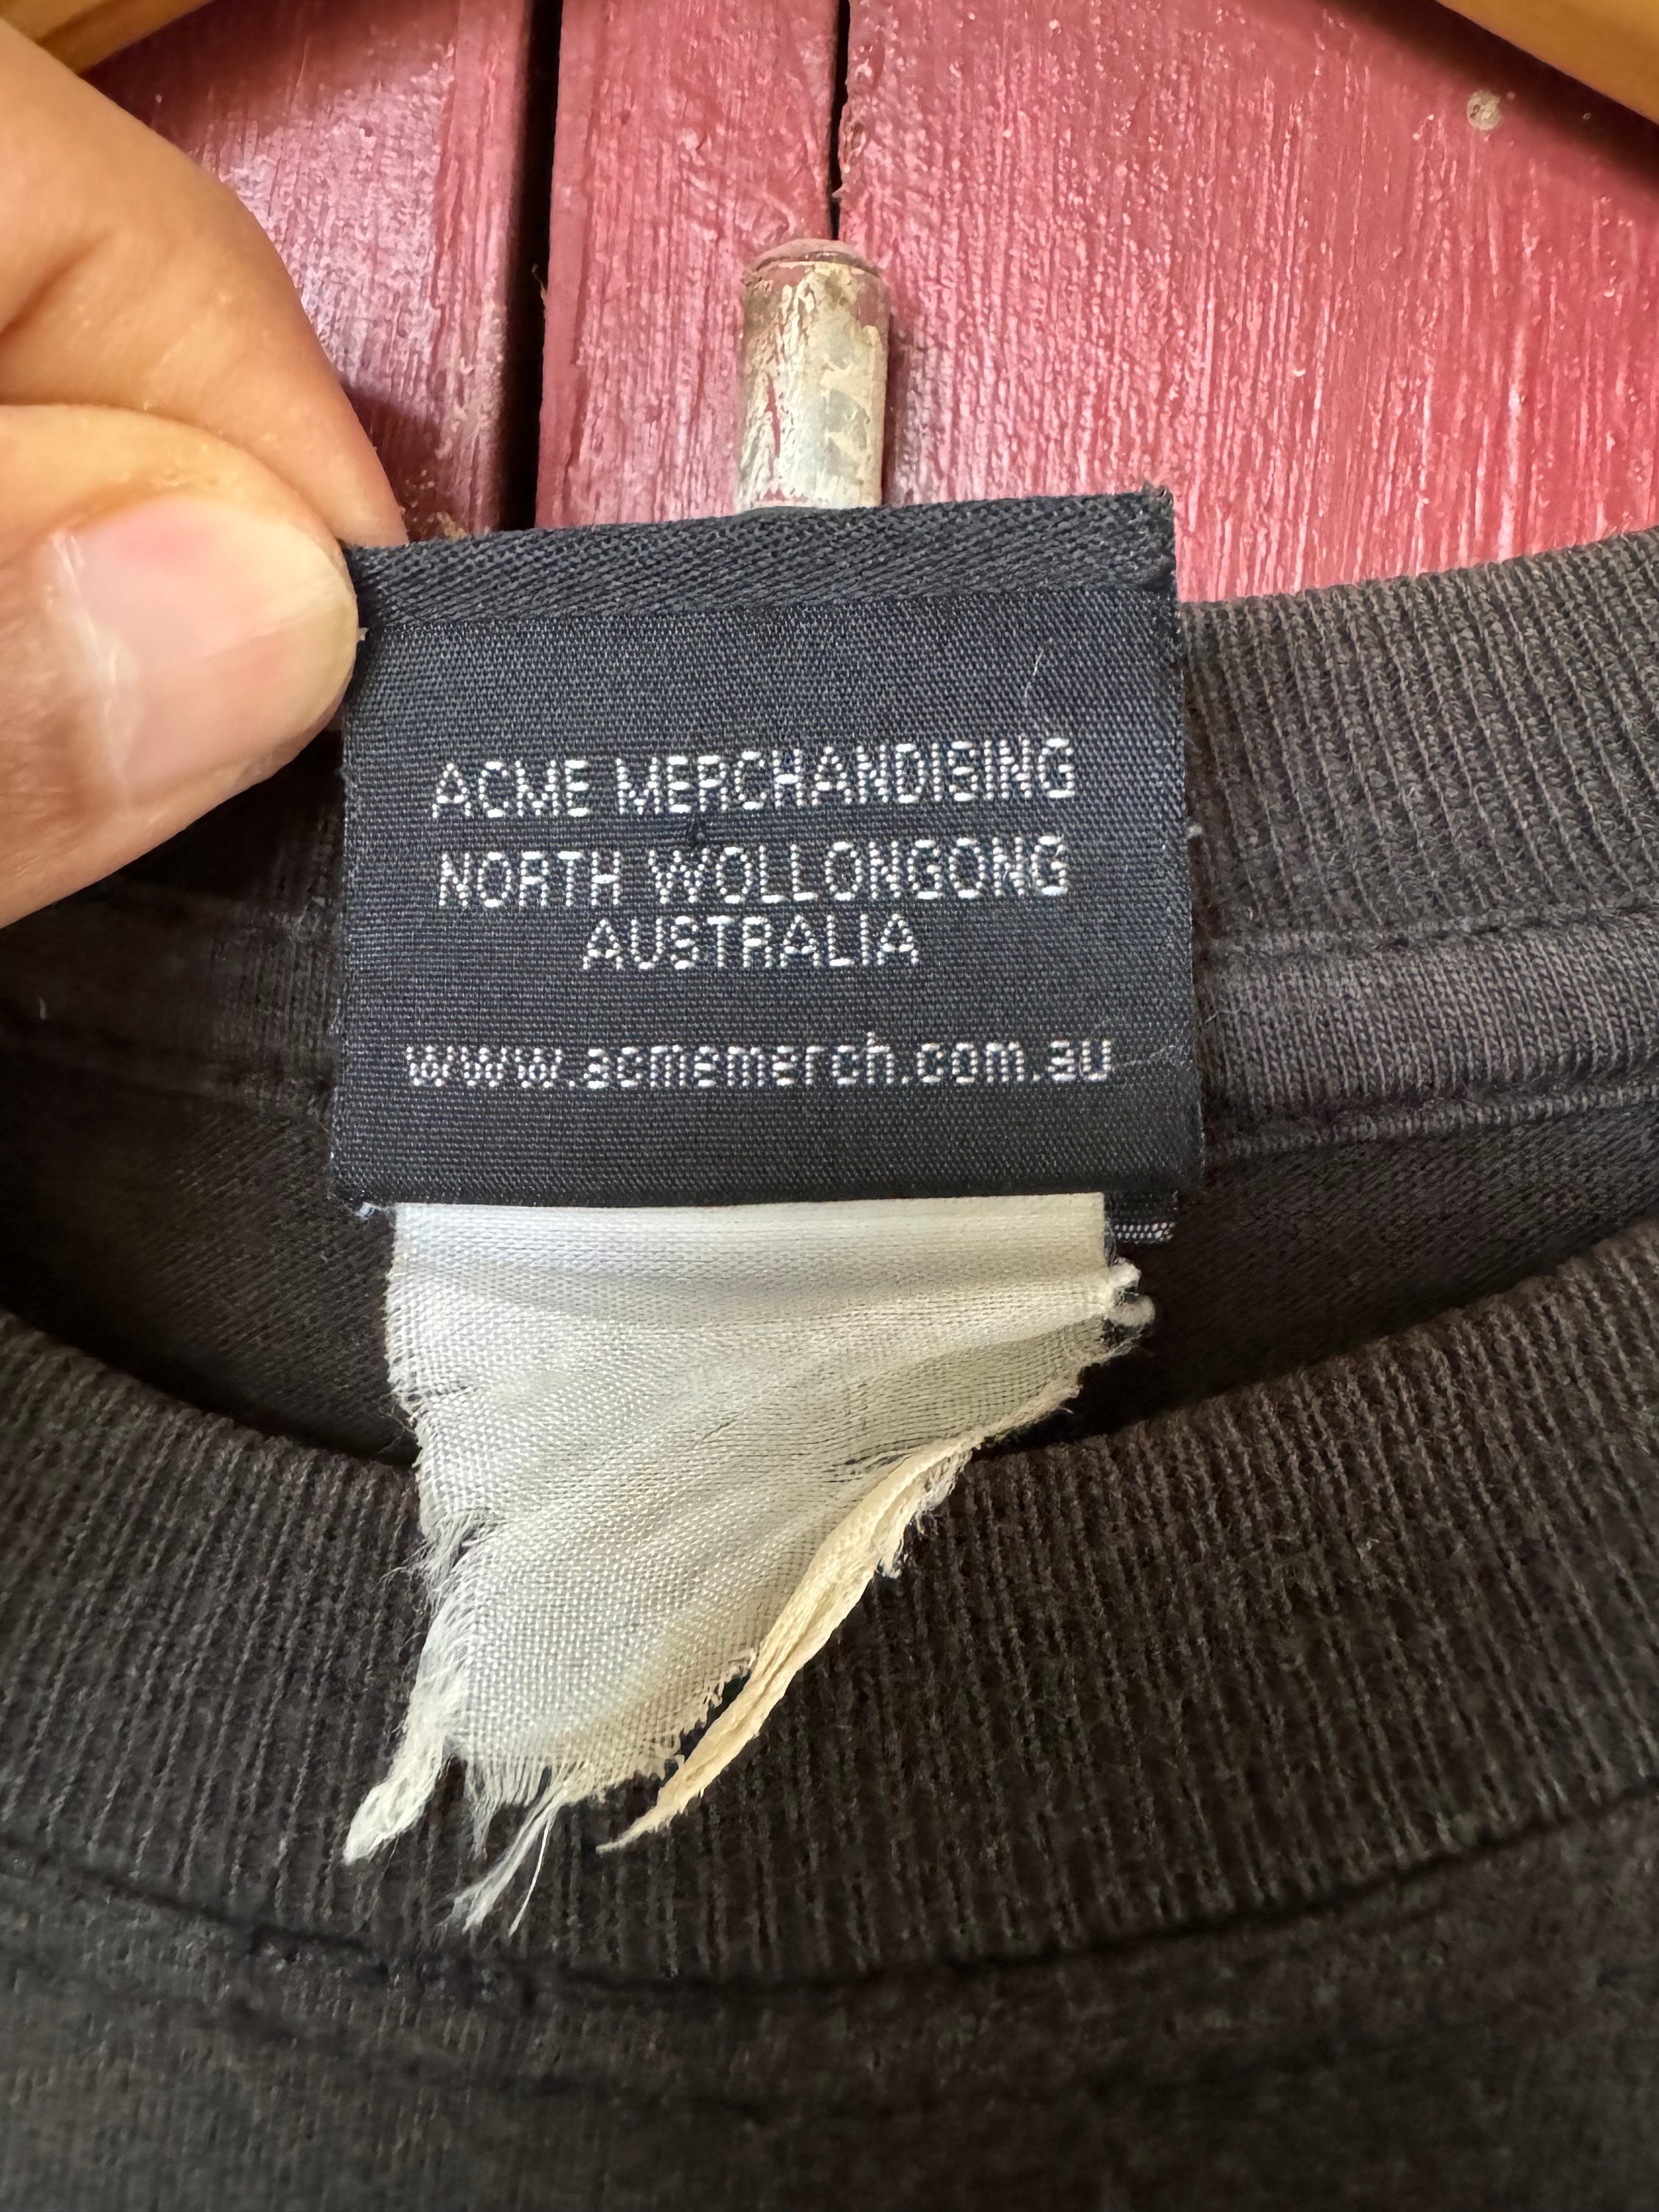 ACME MERCHANDISING
NORTH WOLLONGONG
AUSTRALIA
www.acmemerch.com.au